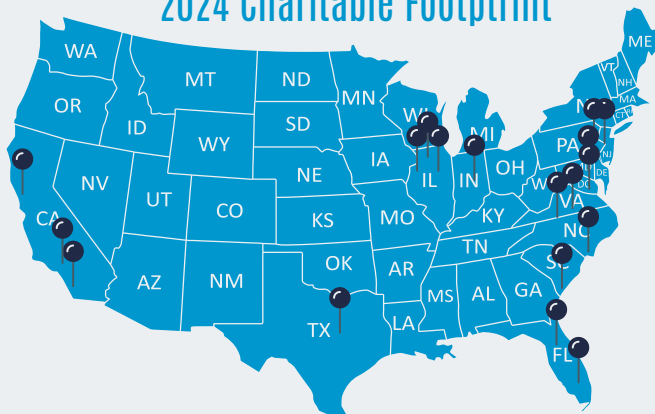 2024 Charitable Footptrint
WA
ME
MT
ND
VT
MN
NH
OR
MA
SD
WI
ID
MI
CT
WY
PA
IA
NJ
NE
OH
NV
IL
IN
DE
UT
DC
CO
VA
CA
KS
MO
KY
NC
TN
OK
SC
AZ
NM
AR
GA
MS
AL
LA
TX
FL